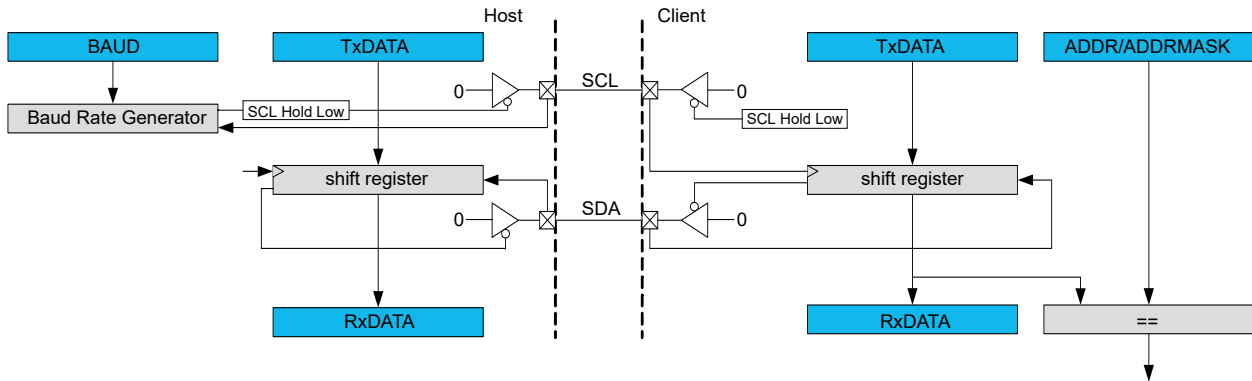 Host
Client
BAUD
TxDATA
TxDATA
ADDR/ADDRMASK
0
SCL
0
SCL Hold Low
SCL Hold Low
Baud Rate Generator
shift register
shift register
0
SDA
0
RxDATA
RxDATA
==